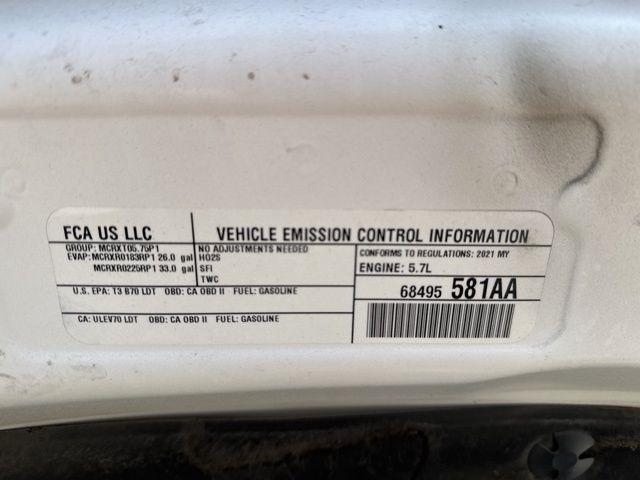 FCA US LLC
VEHICLE EMISSION CONTROL INFORMATION
GROUP: MCRXT05.75P1
EVAP: MCRXR0183RP1 26.0 gal
MCRXR0225RP1 33.0 gal
NO ADJUSTMENTS NEEDED
HO2S
SFI
TWC
CONFORMS TO REGULATIONS: 2021 MY
ENGINE: 5.7L
U.S. EPA: T3 B70 LDT OBD: CA OBD II FUEL: GASOLINE
CA: ULEV70 LDT OBD: CA OBD II FUEL: GASOLINE
68495 581AA